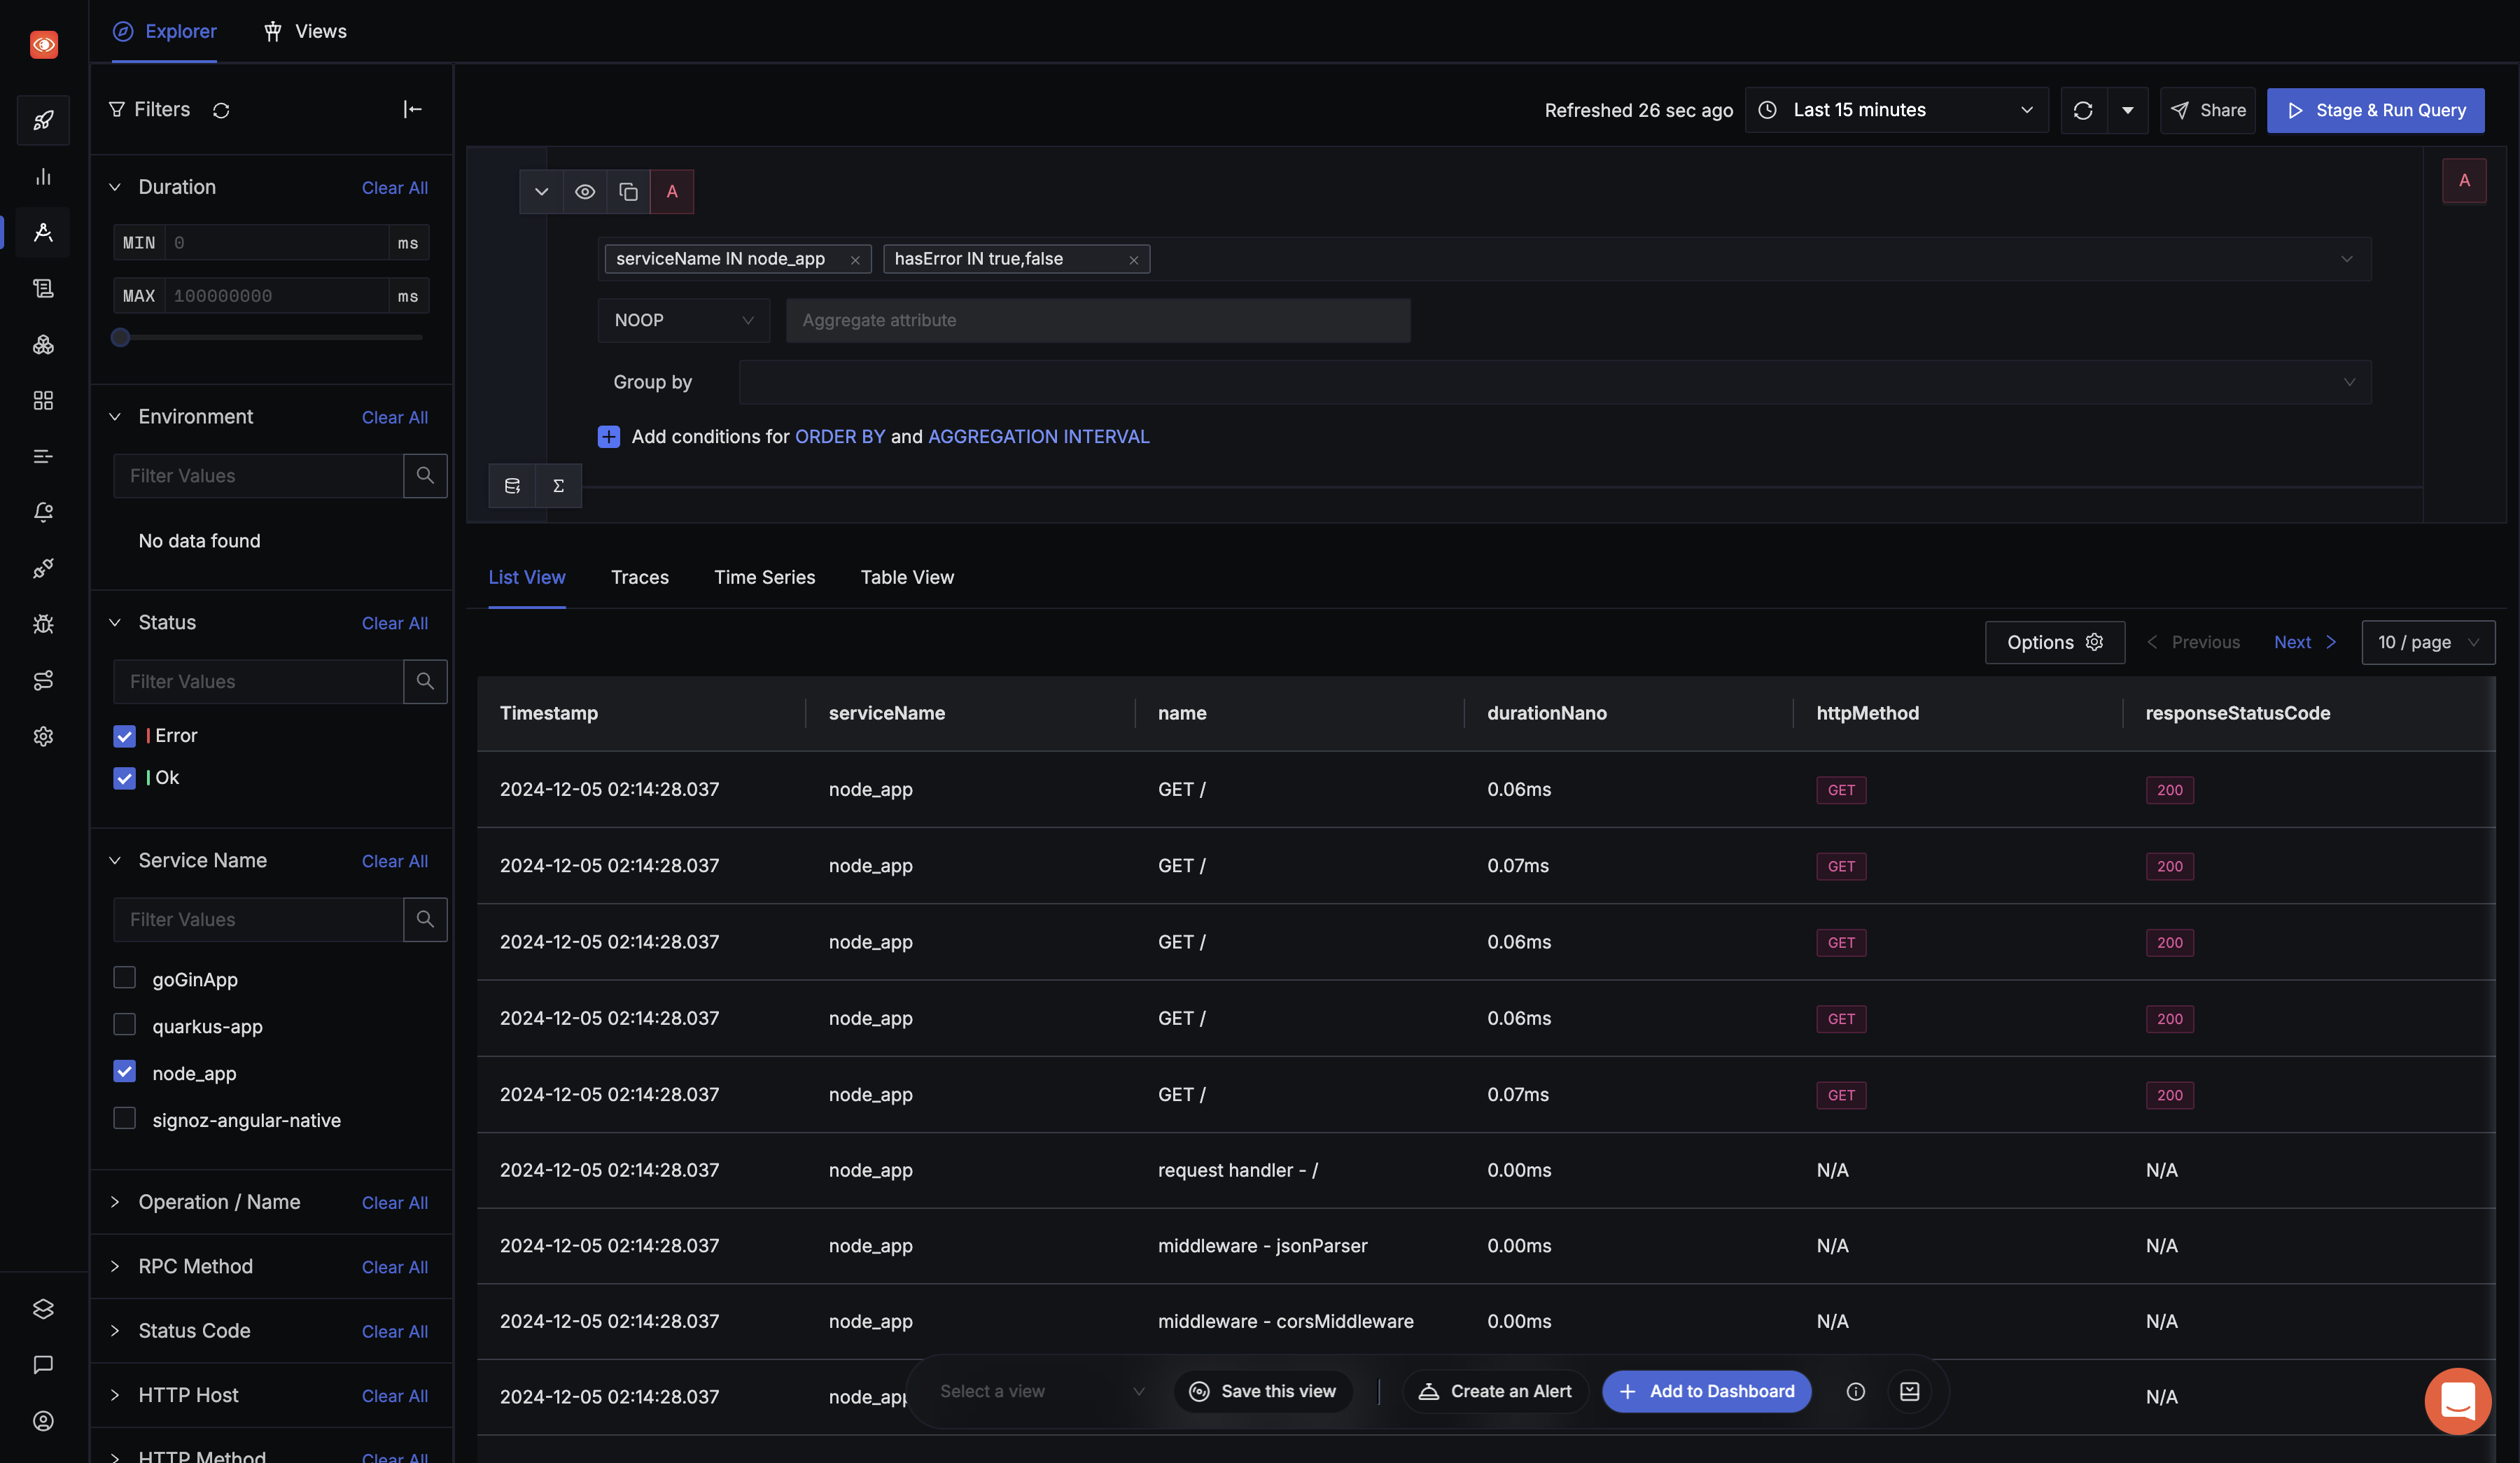 Explorer
Views
Filters
Refreshed 26 sec ago
Last 15 minutes
Share
Stage & Run Query
Duration
Clear All
MIN 0 ms
MAX 100000000 ms
Environment
Clear All
Filter Values
No data found
Status
Clear All
Filter Values
Error
Ok
Service Name
Clear All
Filter Values
goGinApp
quarkus-app
node_app
signoz-angular-native
Operation / Name
Clear All
RPC Method
Clear All
Status Code
Clear All
HTTP Host
Clear All
HTTP Method
Clear All
A
A
serviceName IN node_app
hasError IN true,false
NOOP
Aggregate attribute
Group by
Add conditions for ORDER BY and AGGREGATION INTERVAL
Σ
List View
Traces
Time Series
Table View
Options
Previous
Next
10 / page
Timestamp serviceName name durationNano httpMethod responseStatusCode
2024-12-05 02:14:28.037 node_app GET / 0.06ms GET 200
2024-12-05 02:14:28.037 node_app GET / 0.07ms GET 200
2024-12-05 02:14:28.037 node_app GET / 0.06ms GET 200
2024-12-05 02:14:28.037 node_app GET / 0.06ms GET 200
2024-12-05 02:14:28.037 node_app GET / 0.07ms GET 200
2024-12-05 02:14:28.037 node_app request handler - / 0.00ms N/A N/A
2024-12-05 02:14:28.037 node_app middleware - jsonParser 0.00ms N/A N/A
2024-12-05 02:14:28.037 node_app middleware - corsMiddleware 0.00ms N/A N/A
2024-12-05 02:14:28.037 node_app N/A
Select a view
Save this view
Create an Alert
Add to Dashboard